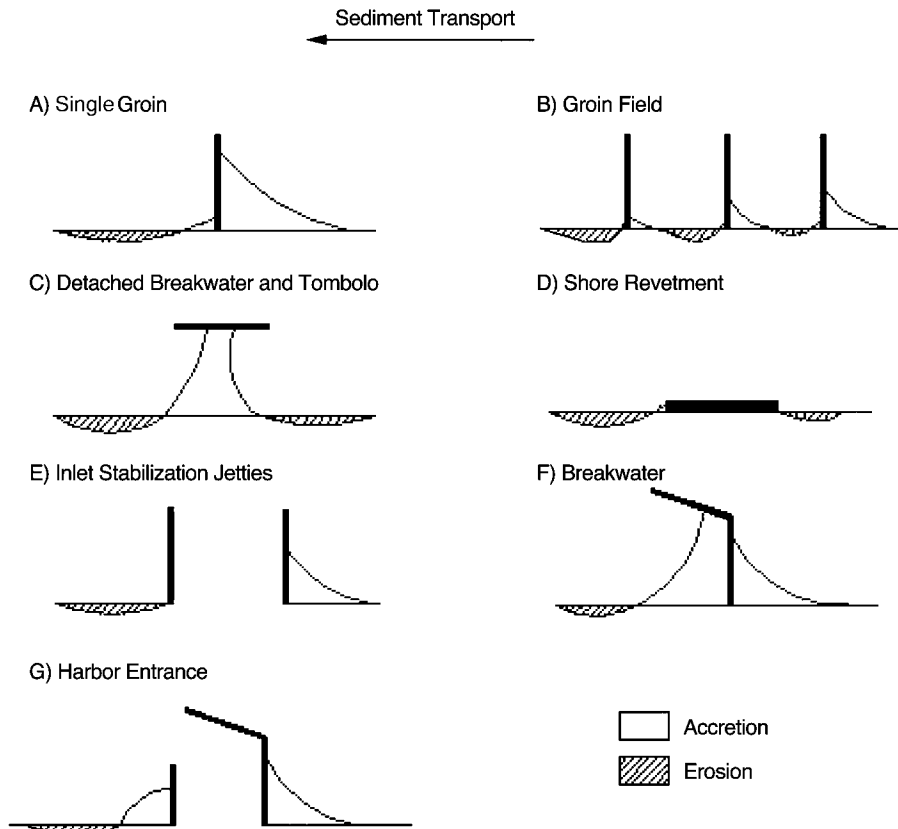 Sediment Transport
A) Single Groin
B) Groin Field
C) Detached Breakwater and Tombolo
D) Shore Revetment
E) Inlet Stabilization Jetties
F) Breakwater
G) Harbor Entrance
Accretion
Erosion